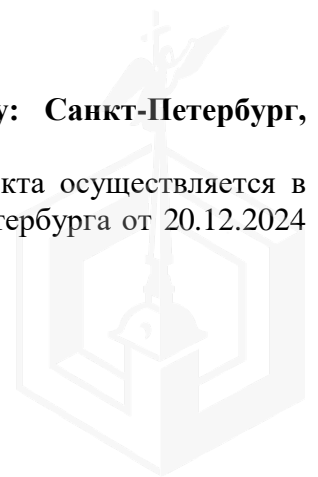 у: Санкт-Петербург,
кта осуществляется в
тербурга от 20.12.2024